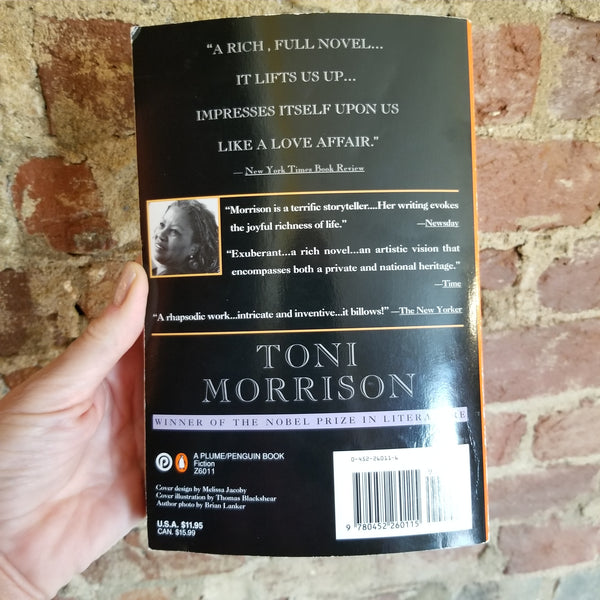 “A RICH , FULL NOVEL...
IT LIFTS US UP...
IMPRESSES ITSELF UPON US
LIKE A LOVE AFFAIR.”
— NEW YORK TIMES BOOK REVIEW
“Morrison is a terrific storyteller....Her writing evokes
the joyful richness of life.” —Newsday
“Exuberant...a rich novel...an artistic vision that
encompasses both a private and national heritage.”
—Time
“A rhapsodic work...intricate and inventive...it billows!” —The New Yorker
TONI
MORRISON
WINNER OF THE NOBEL PRIZE IN LITERATURE
A PLUME/PENGUIN BOOK
Fiction
Z6011
Cover design by Melissa Jacoby
Cover illustration by Thomas Blackshear
Author photo by Brian Lanker
U.S.A. $11.95
CAN. $15.99
0-452-26011-6
9 780452 260115